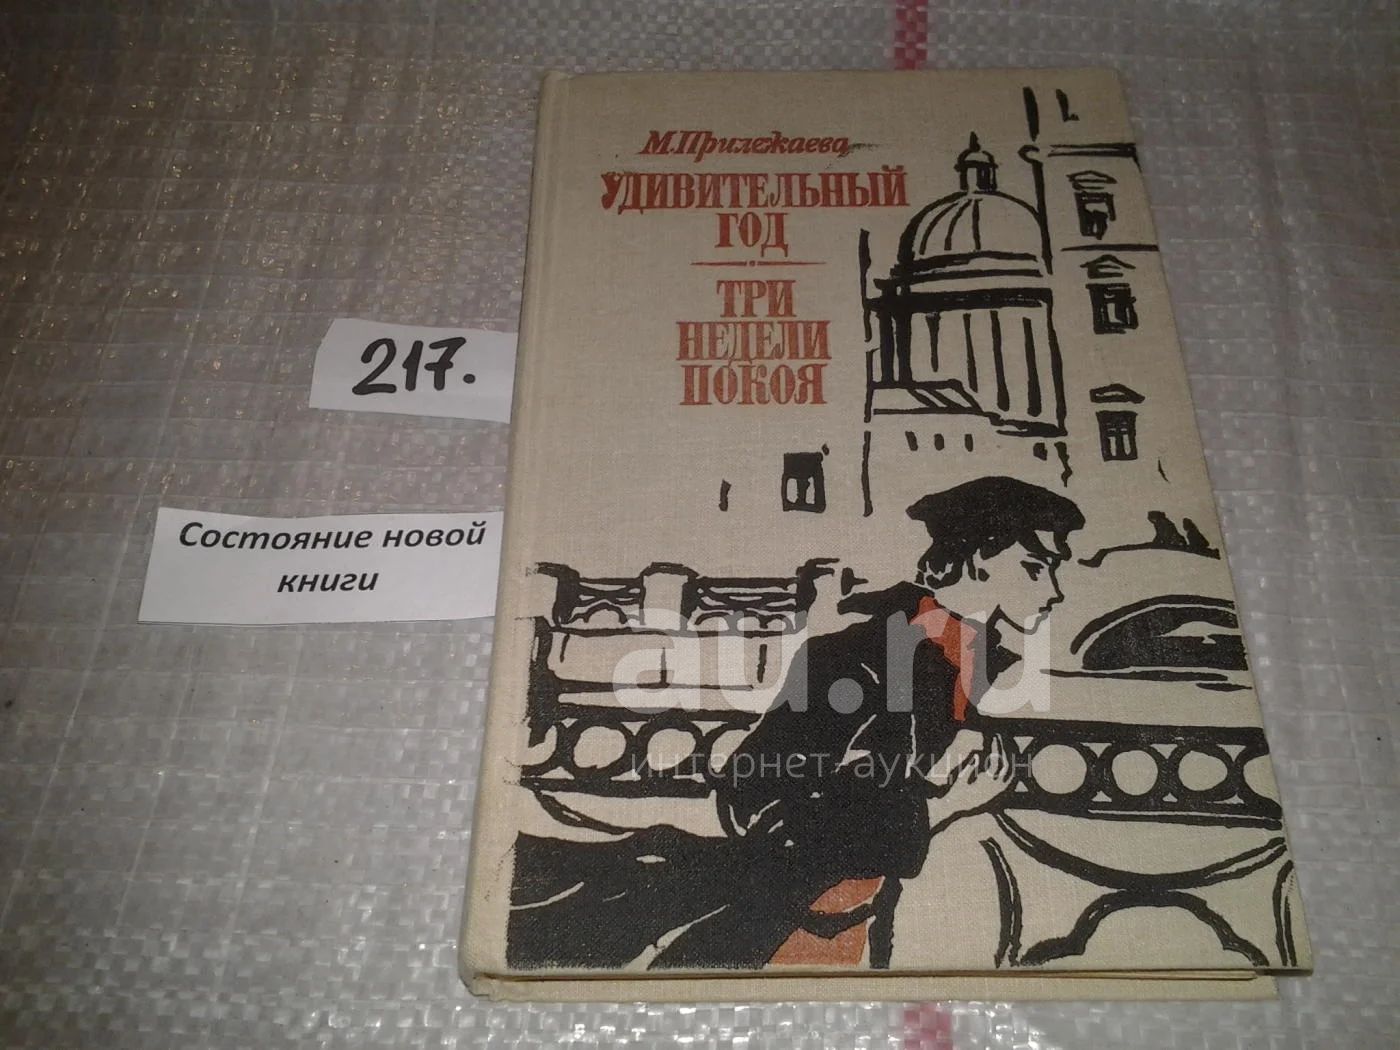 М. Прилежаева
УДИВИТЕЛЬНЫЙ
ГОД
ТРИ
НЕДЕЛИ
ПОКОЯ
217.
Состояние новой
книги
au.ru
интернет-аукцион